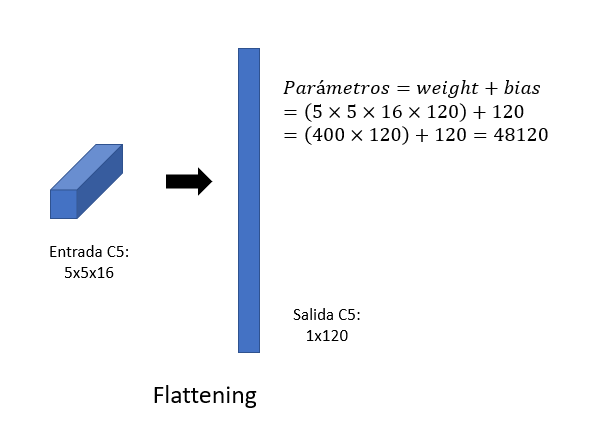 Parámetros = weight + bias
= (5 × 5 × 16 × 120) + 120
= (400 × 120) + 120 = 48120
Entrada C5:
5x5x16
Salida C5:
1x120
Flattening